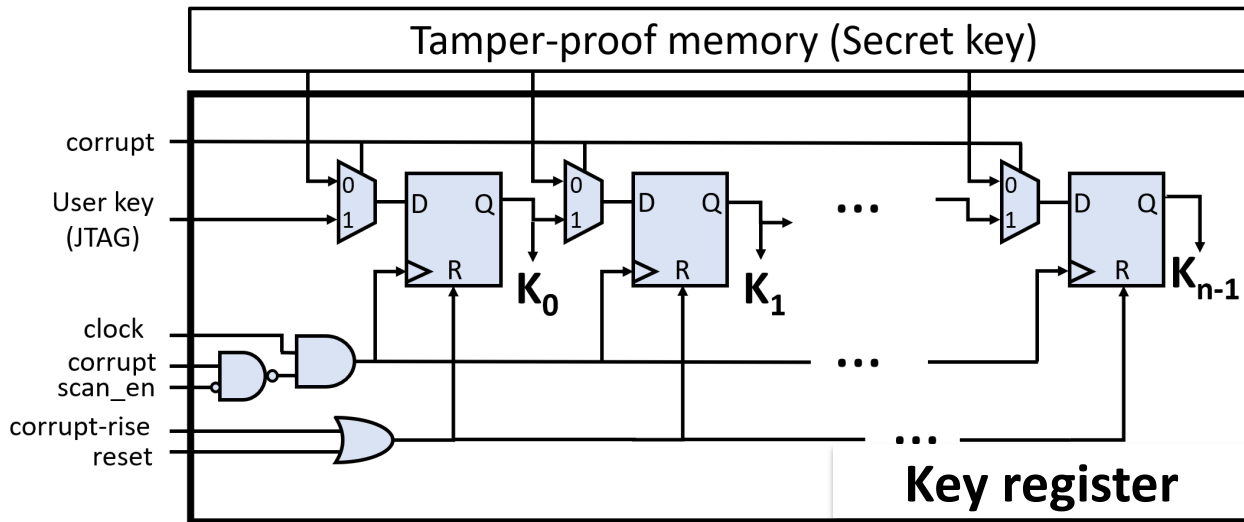 Tamper-proof memory (Secret key)
corrupt
0
0
0
User key
(JTAG)
1
D
Q
1
D
Q
...
1
D
Q
R
K0
R
K1
R
Kn-1
clock
corrupt
scan_en
...
corrupt-rise
reset
...
Key register